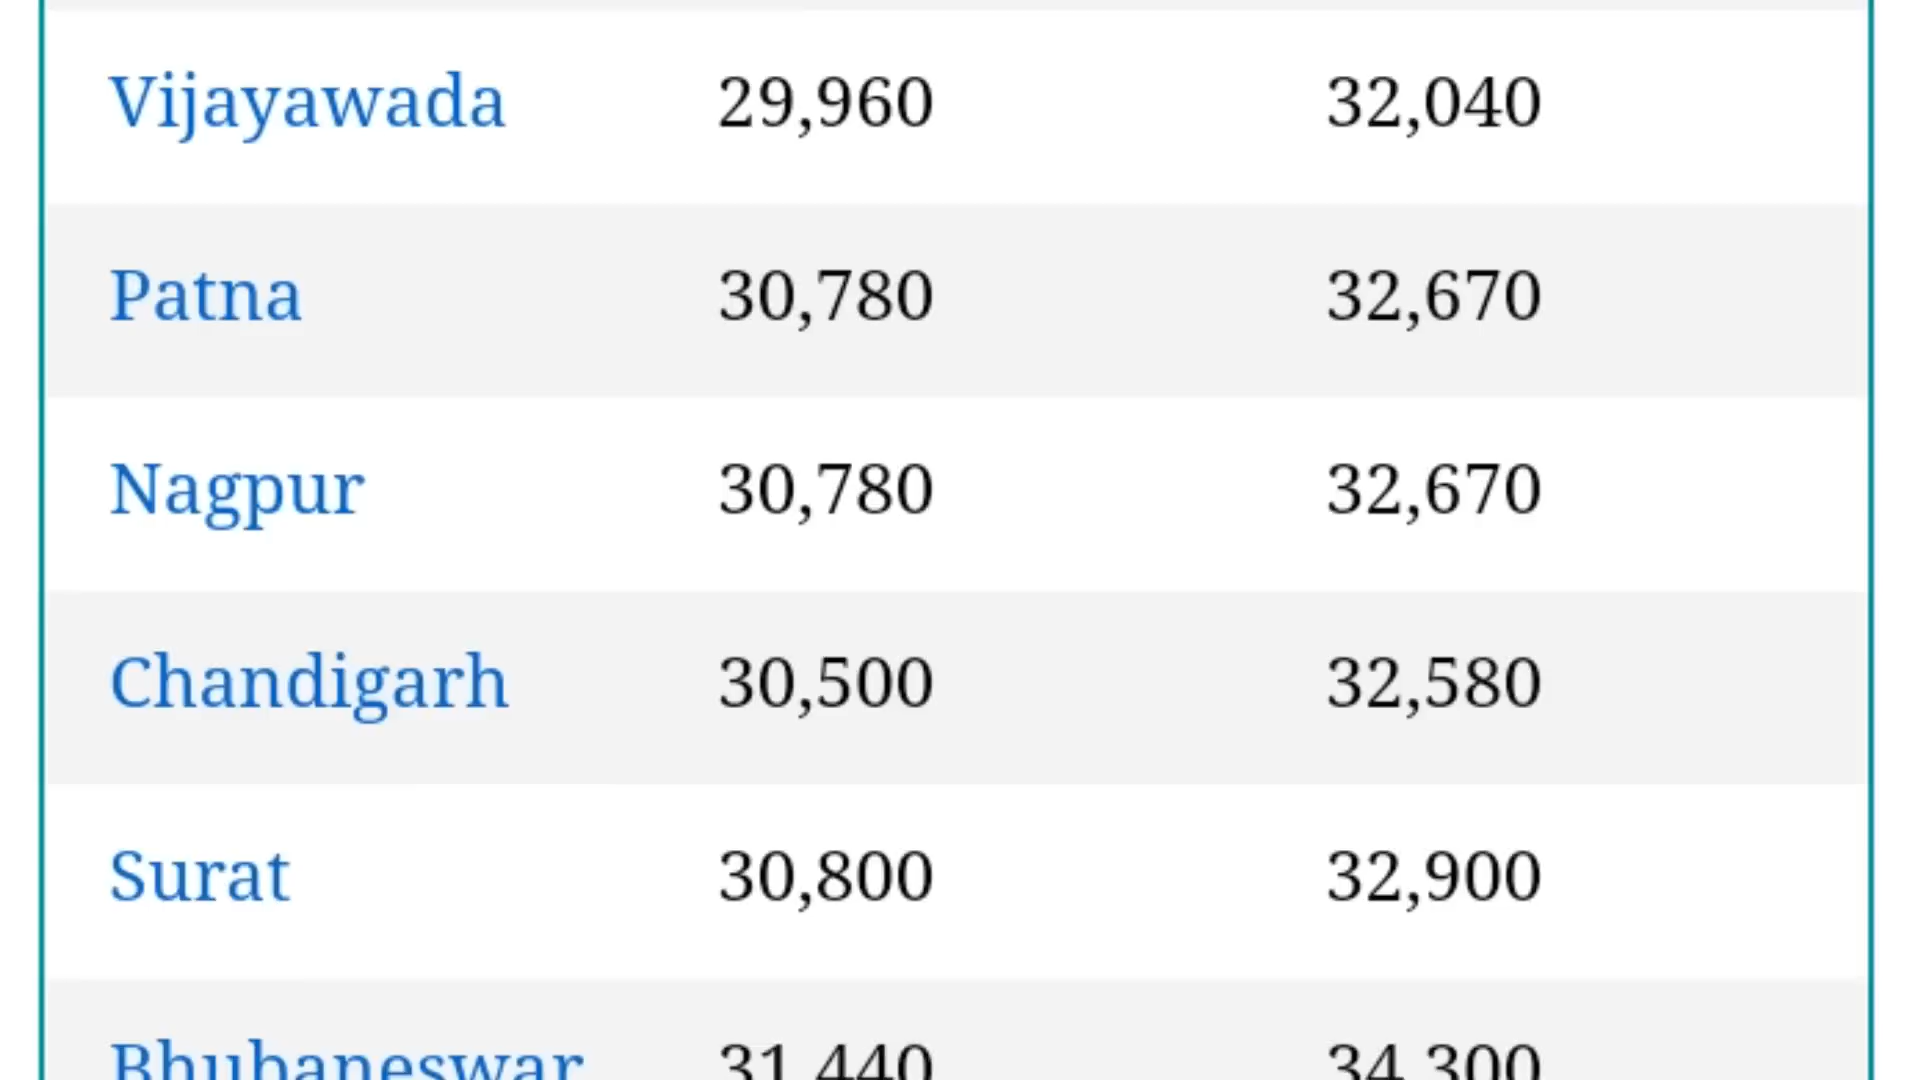 Vijayawada 29,960 32,040
Patna 30,780 32,670
Nagpur 30,780 32,670
Chandigarh 30,500 32,580
Surat 30,800 32,900
Bhubaneswar 31,440 34,300